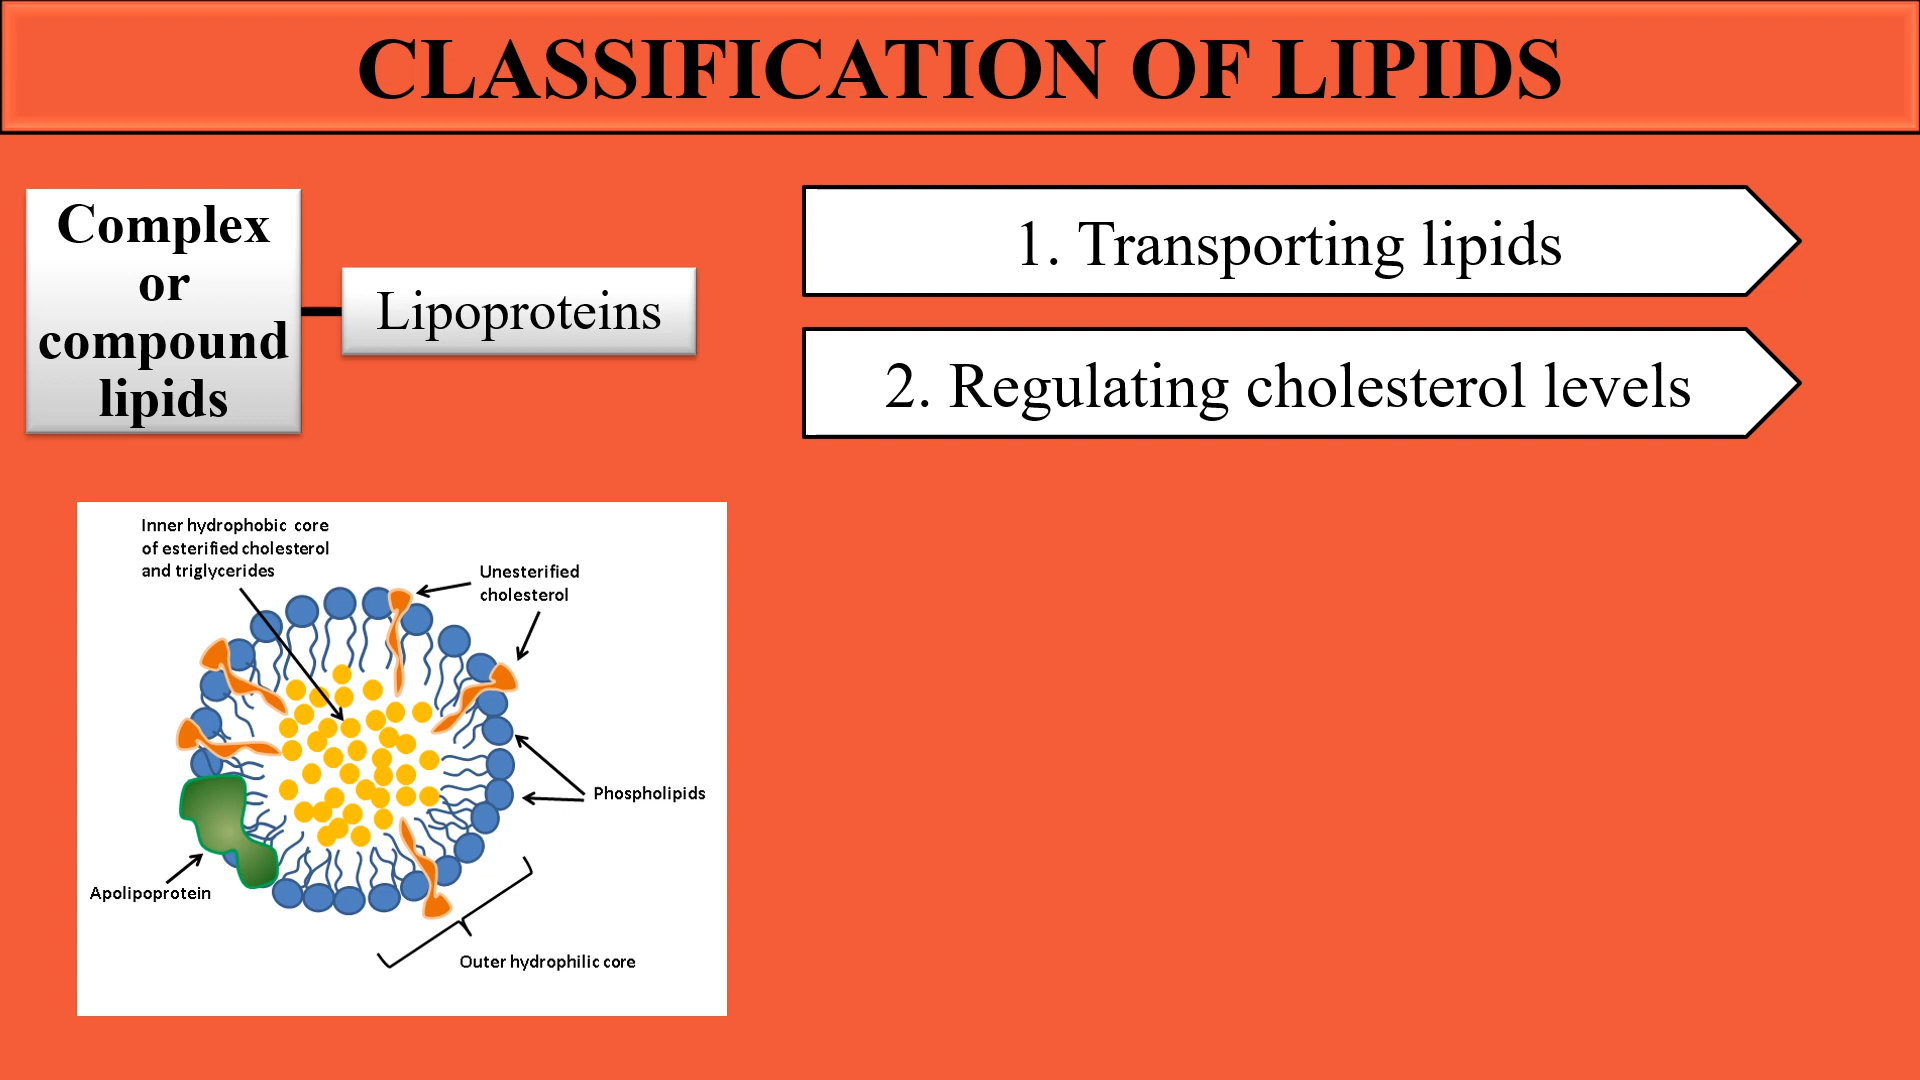 CLASSIFICATION OF LIPIDS
Complex
or
compound
lipids
Lipoproteins
1. Transporting lipids
2. Regulating cholesterol levels
Inner hydrophobic core
of esterified cholesterol
and triglycerides
Unesterified
cholesterol
Phospholipids
Apolipoprotein
Outer hydrophilic core